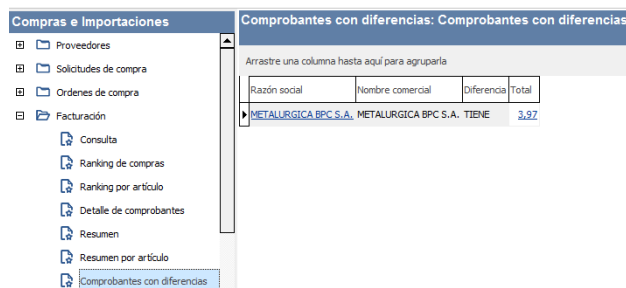 Compras e Importaciones
Proveedores
Solicitudes de compra
Ordenes de compra
Facturación
Consulta
Ranking de compras
Ranking por artículo
Detalle de comprobantes
Resumen
Resumen por artículo
Comprobantes con diferencias
Comprobantes con diferencias: Comprobantes con diferencias
Arrastre una columna hasta aquí para agruparla
Razón social Nombre comercial Diferencia Total
METALURGICA BPC S.A. METALURGICA BPC S.A. TIENE 3,97